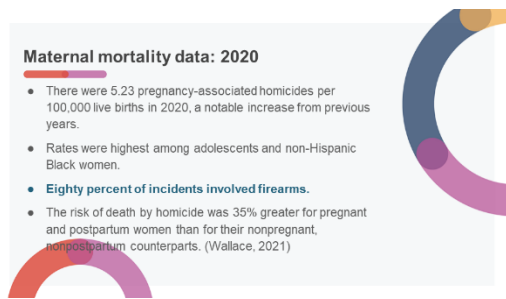 Maternal mortality data: 2020
● There were 5.23 pregnancy-associated homicides per
100,000 live births in 2020, a notable increase from previous
years.
● Rates were highest among adolescents and non-Hispanic
Black women.
● Eighty percent of incidents involved firearms.
● The risk of death by homicide was 35% greater for pregnant
and postpartum women than for their nonpregnant,
nonpostpartum counterparts. (Wallace, 2021)